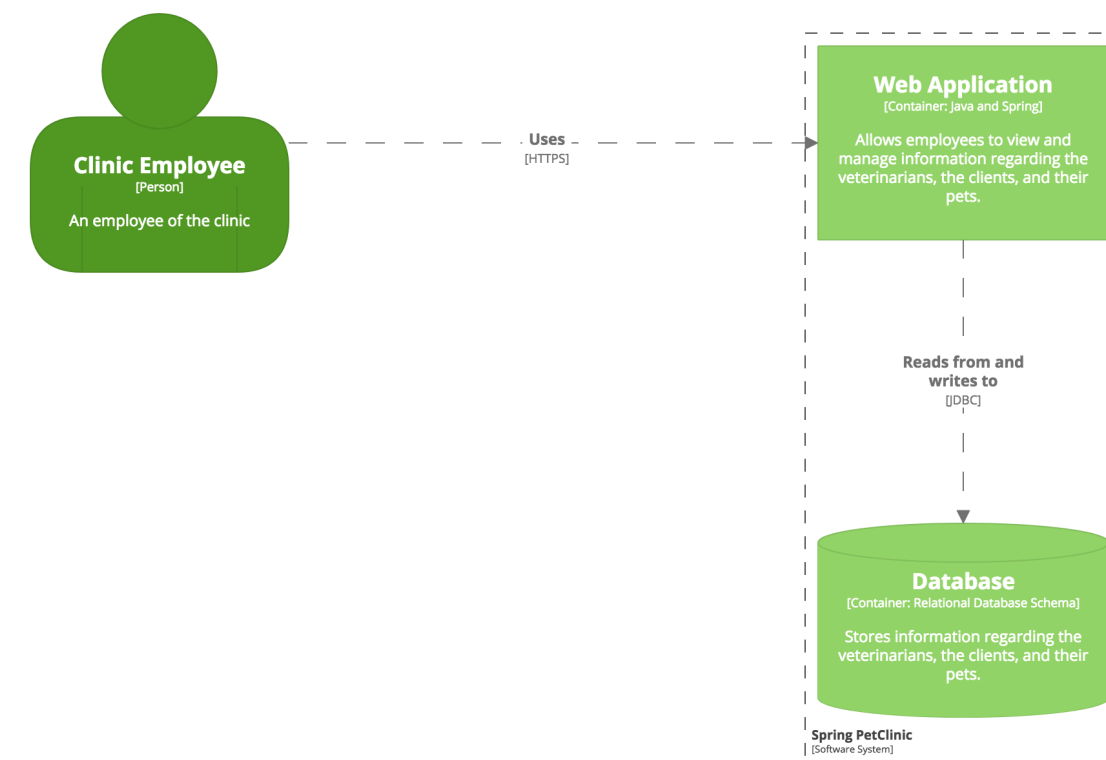 Clinic Employee
[Person]
An employee of the clinic
Uses
[HTTPS]
Web Application
[Container: Java and Spring]
Allows employees to view and
manage information regarding the
veterinarians, the clients, and their
pets.
Reads from and
writes to
[JDBC]
Database
[Container: Relational Database Schema]
Stores information regarding the
veterinarians, the clients, and their
pets.
Spring PetClinic
[Software System]